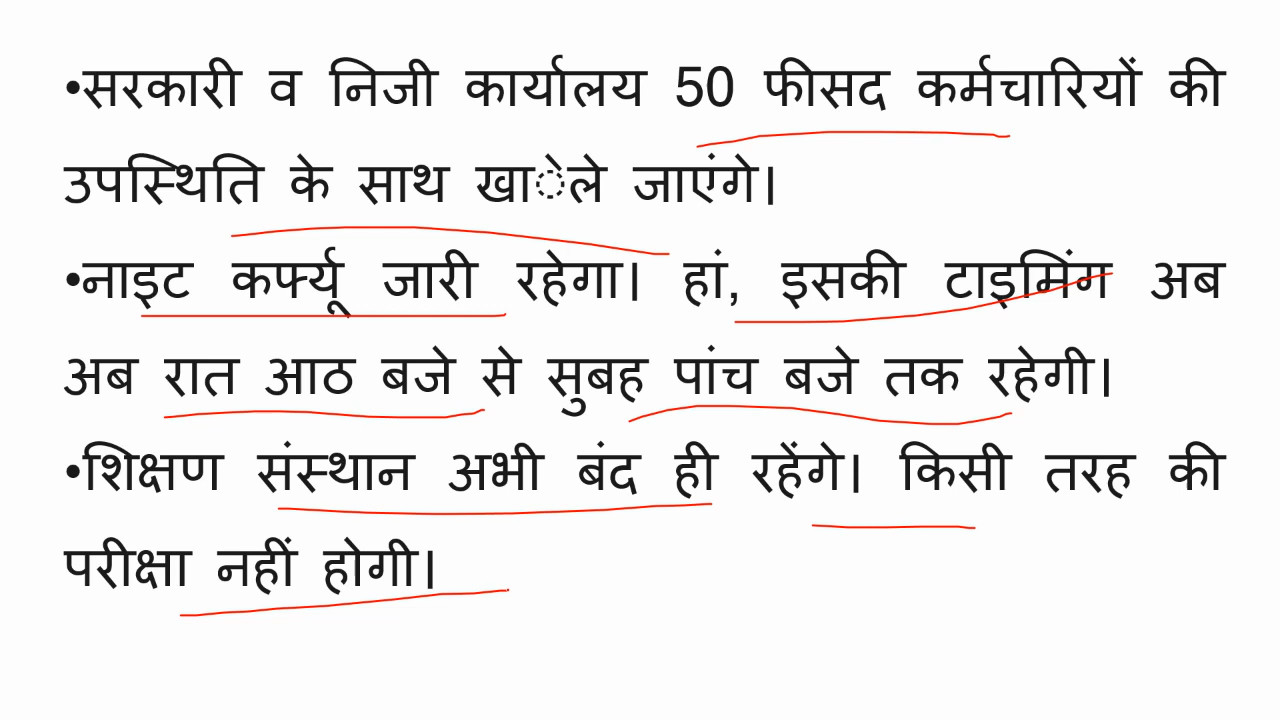 •सरकारी व निजी कार्यालय 50 फीसद कर्मचारियों की
उपस्थिति के साथ खाेले जाएंगे।
•नाइट कर्फ्यू जारी रहेगा। हां, इसकी टाइमिंग अब
अब रात आठ बजे से सुबह पांच बजे तक रहेगी।
•शिक्षण संस्थान अभी बंद ही रहेंगे। किसी तरह की
परीक्षा नहीं होगी।